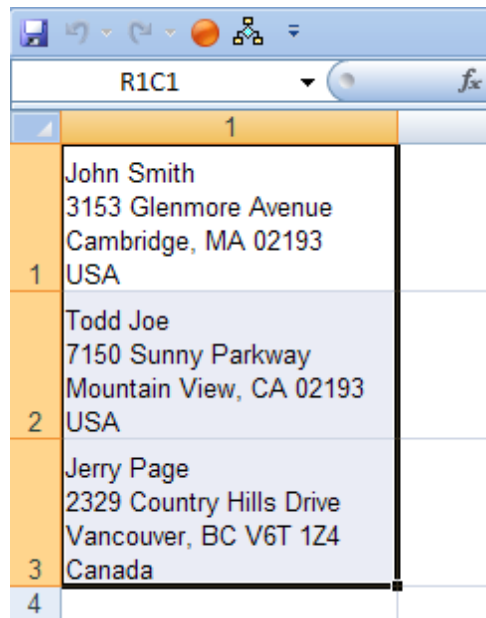 R1C1
fx
1
1
John Smith
3153 Glenmore Avenue
Cambridge, MA 02193
USA
2
Todd Joe
7150 Sunny Parkway
Mountain View, CA 02193
USA
3
Jerry Page
2329 Country Hills Drive
Vancouver, BC V6T 1Z4
Canada
4